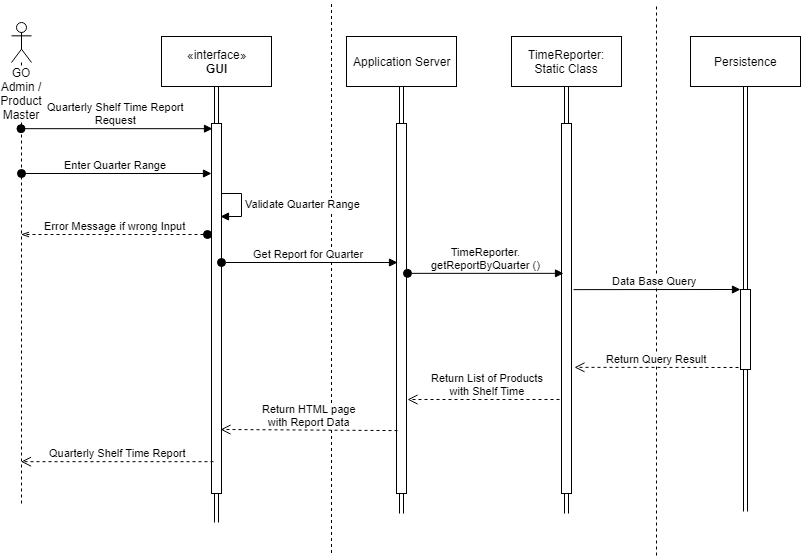 «interface»
GUI
Application Server
TimeReporter:
Static Class
Persistence
GO
Admin /
Product
Master
Quarterly Shelf Time Report
Request
Enter Quarter Range
Validate Quarter Range
Error Message if wrong Input
Get Report for Quarter
TimeReporter.
getReportByQuarter ()
Data Base Query
Return Query Result
Return List of Products
with Shelf Time
Return HTML page
with Report Data
Quarterly Shelf Time Report